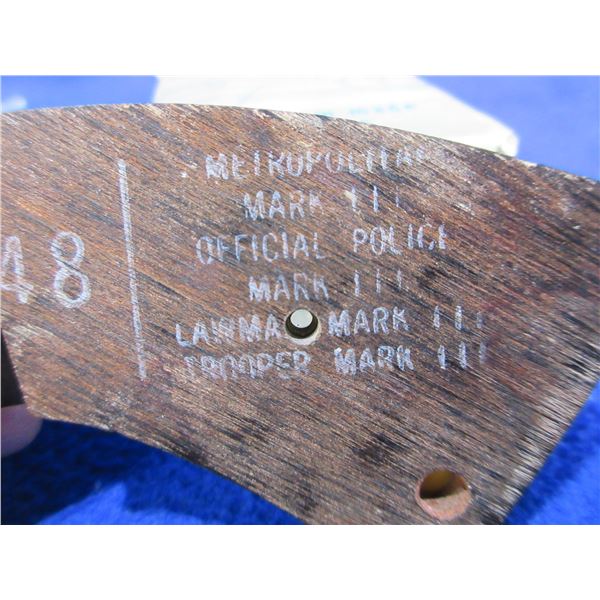 48
METROPOLITAN
MARK III
OFFICIAL POLICE
MARK III
LAWMAN MARK III
TROOPER MARK III